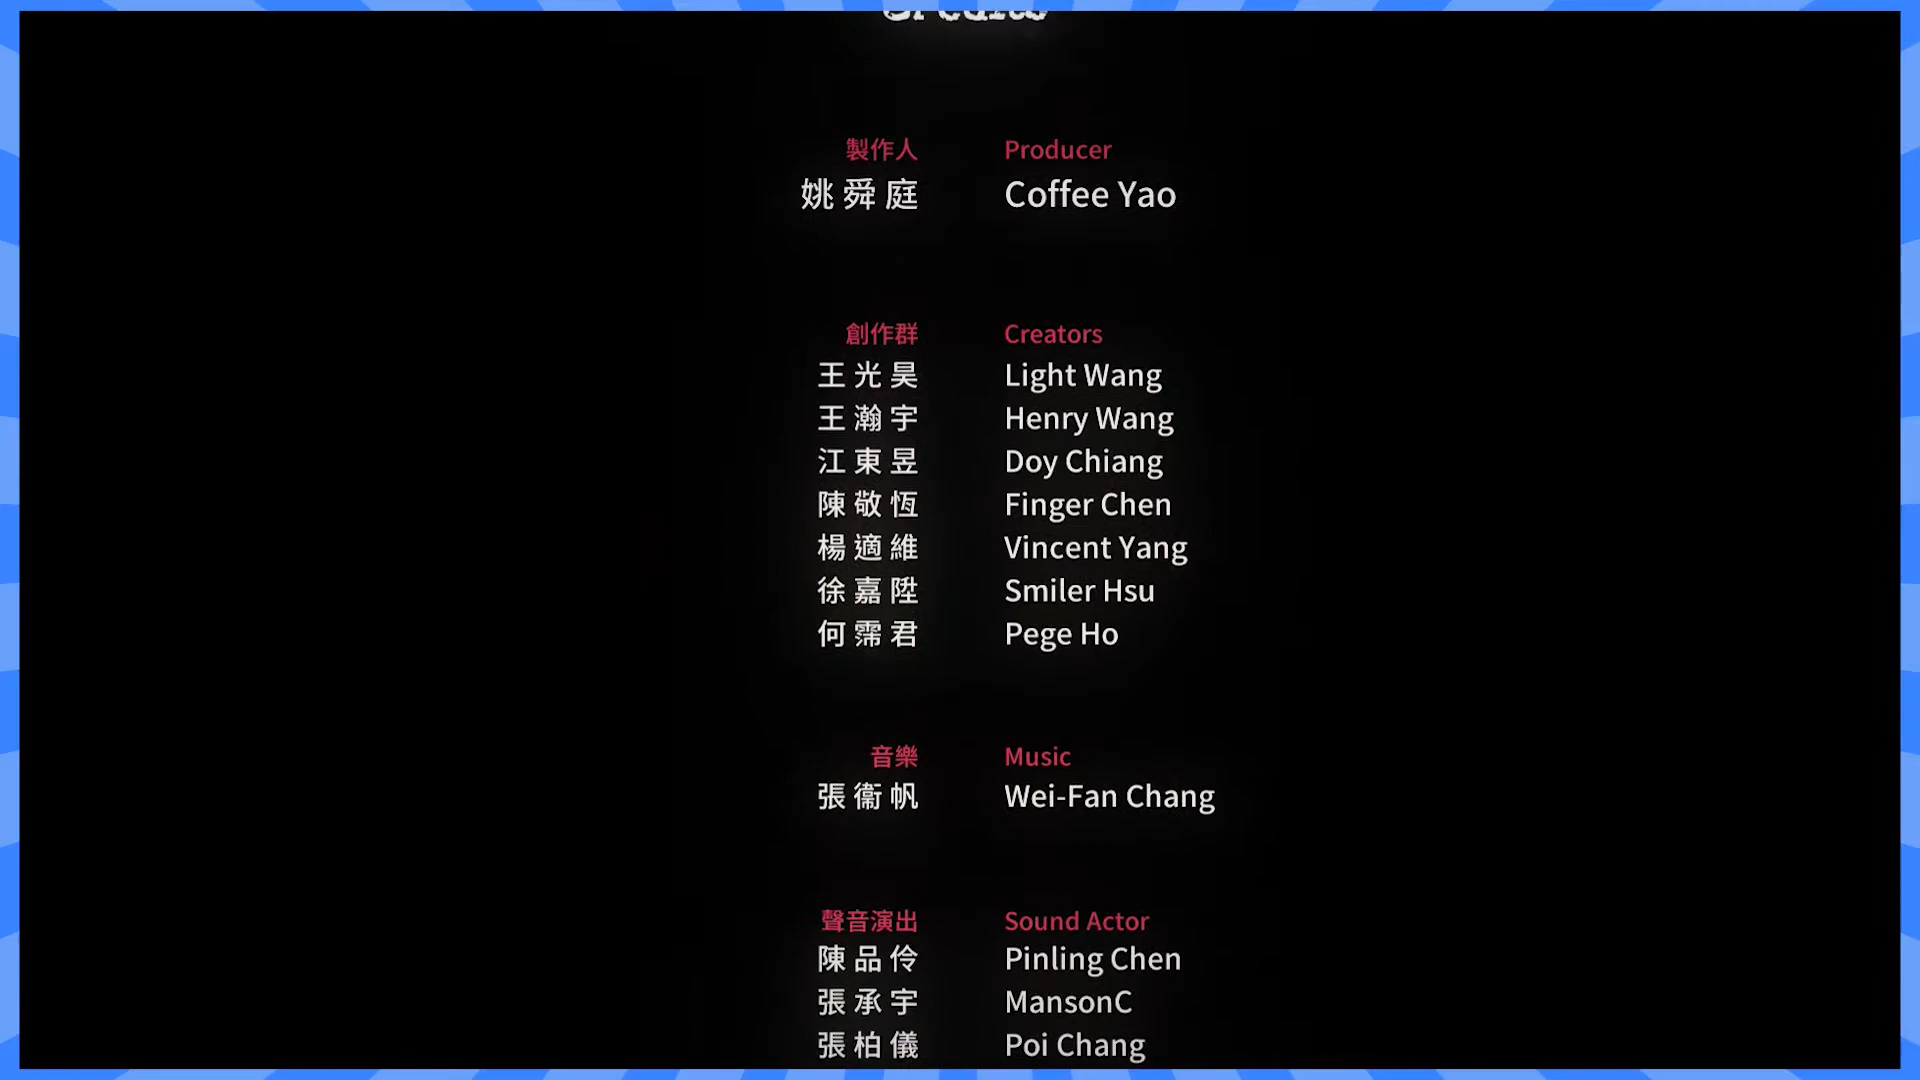 Credits
製作人 Producer
姚舜庭 Coffee Yao
創作群 Creators
王光昊 Light Wang
王瀚宇 Henry Wang
江東昱 Doy Chiang
陳敬恆 Finger Chen
楊適維 Vincent Yang
徐嘉陞 Smiler Hsu
何霈君 Pege Ho
音樂 Music
張衞帆 Wei-Fan Chang
聲音演出 Sound Actor
陳品伶 Pinling Chen
張承宇 MansonC
張柏儀 Poi Chang